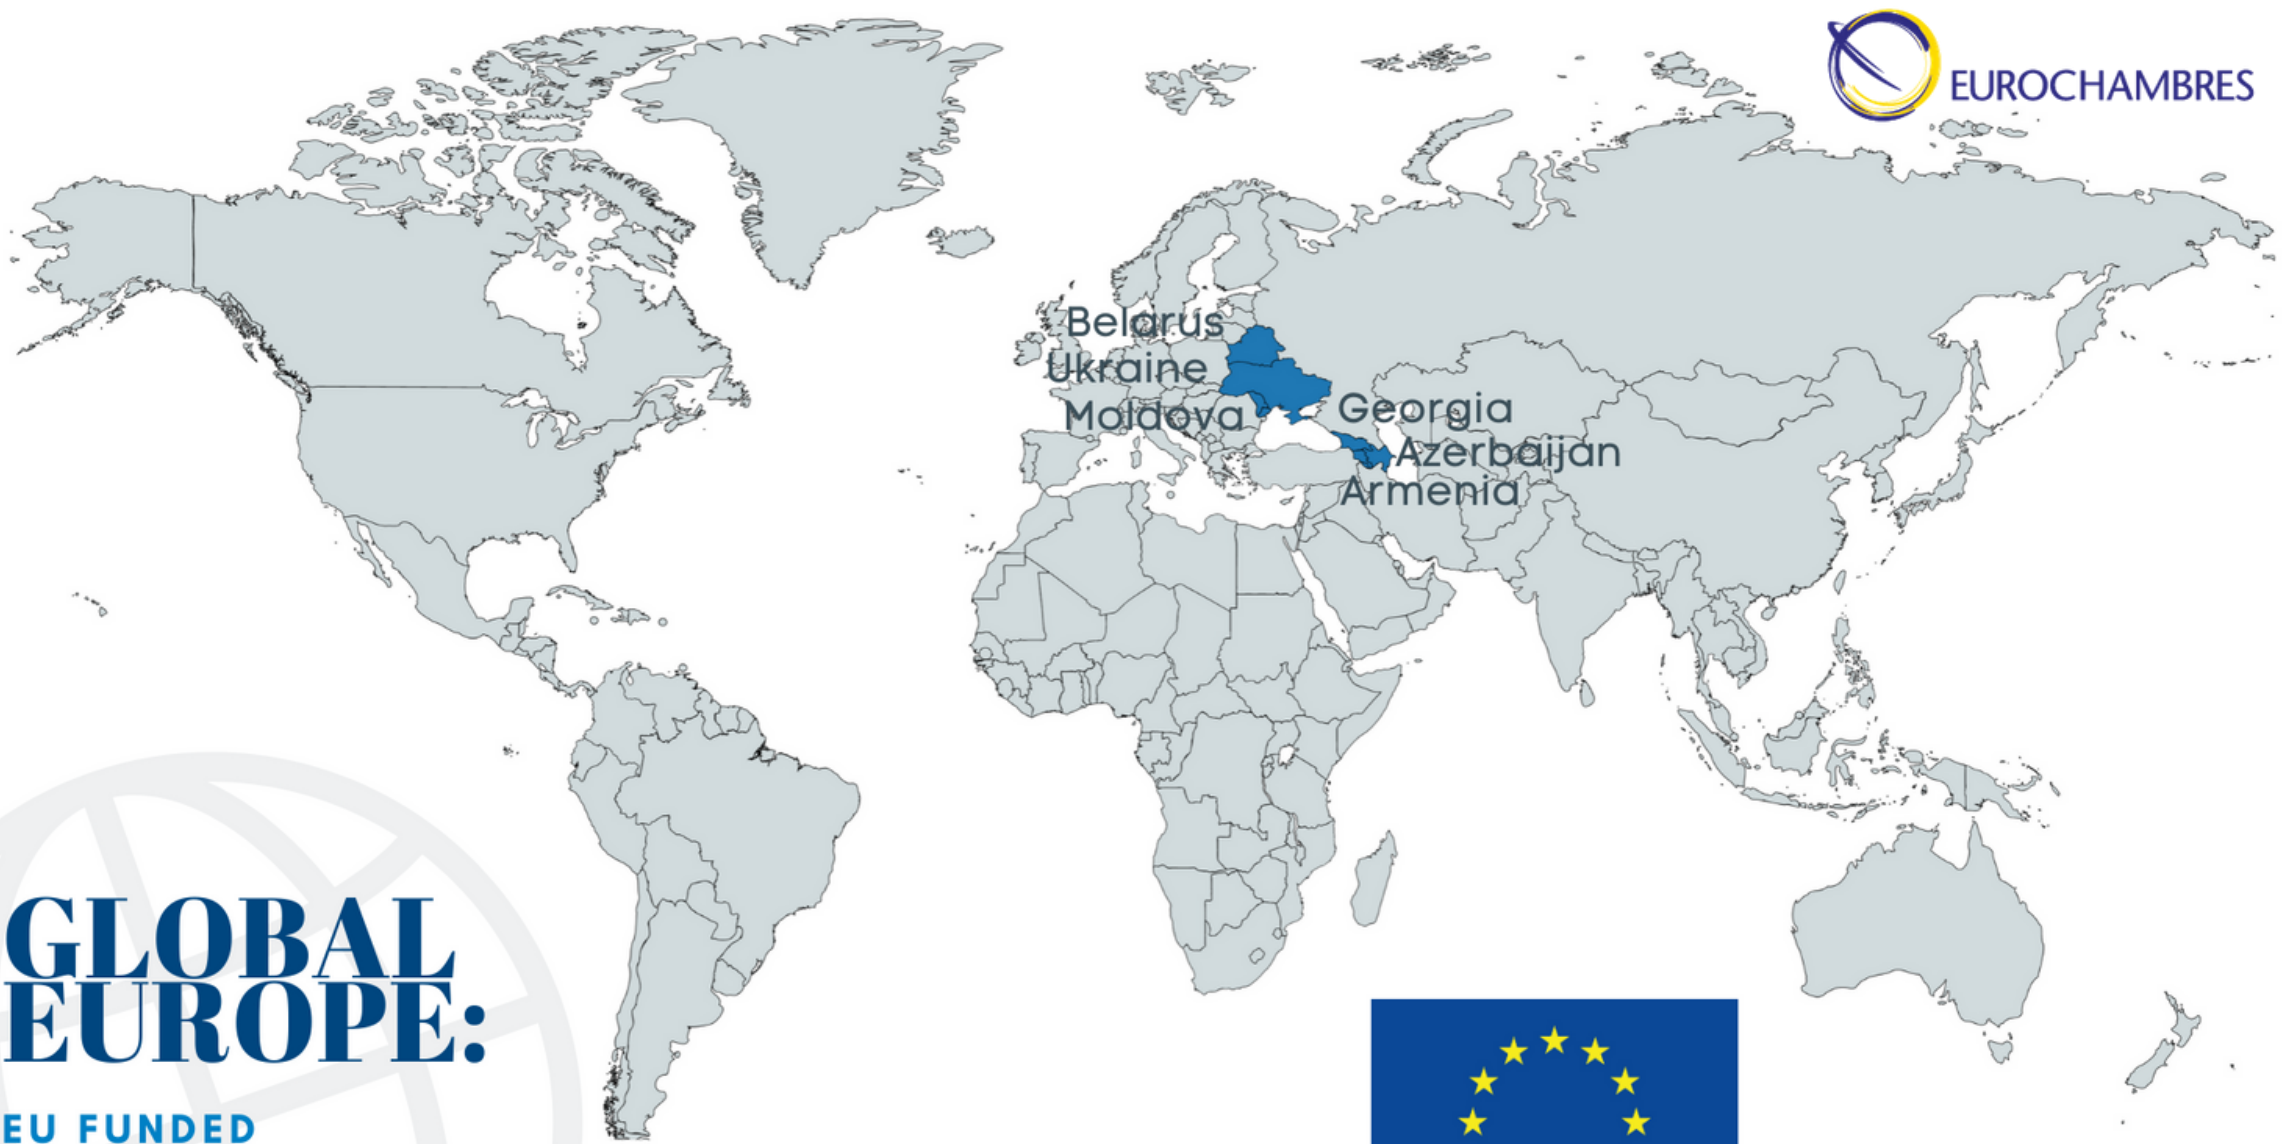 EUROCHAMBRES
Belarus
Ukraine
Moldova
Georgia
Azerbaijan
Armenia
GLOBAL
EUROPE:
EU FUNDED